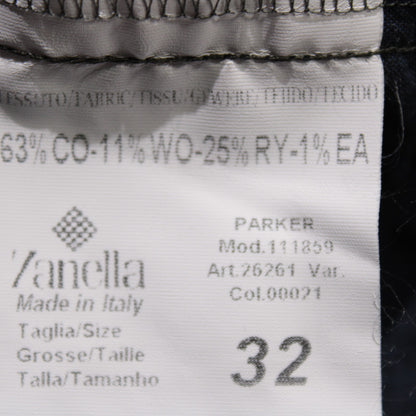 TESSUTO/FABRIC/TISSU/GEWEBE/TEJIDO/TECIDO
63% CO-11% WO-25% RY-1% EA
Zanella
Made in Italy
PARKER
Mod.111859
Art.26261 Var.
Col.00021
Taglia/Size
Grosse/Taille
Talla/Tamanho
32